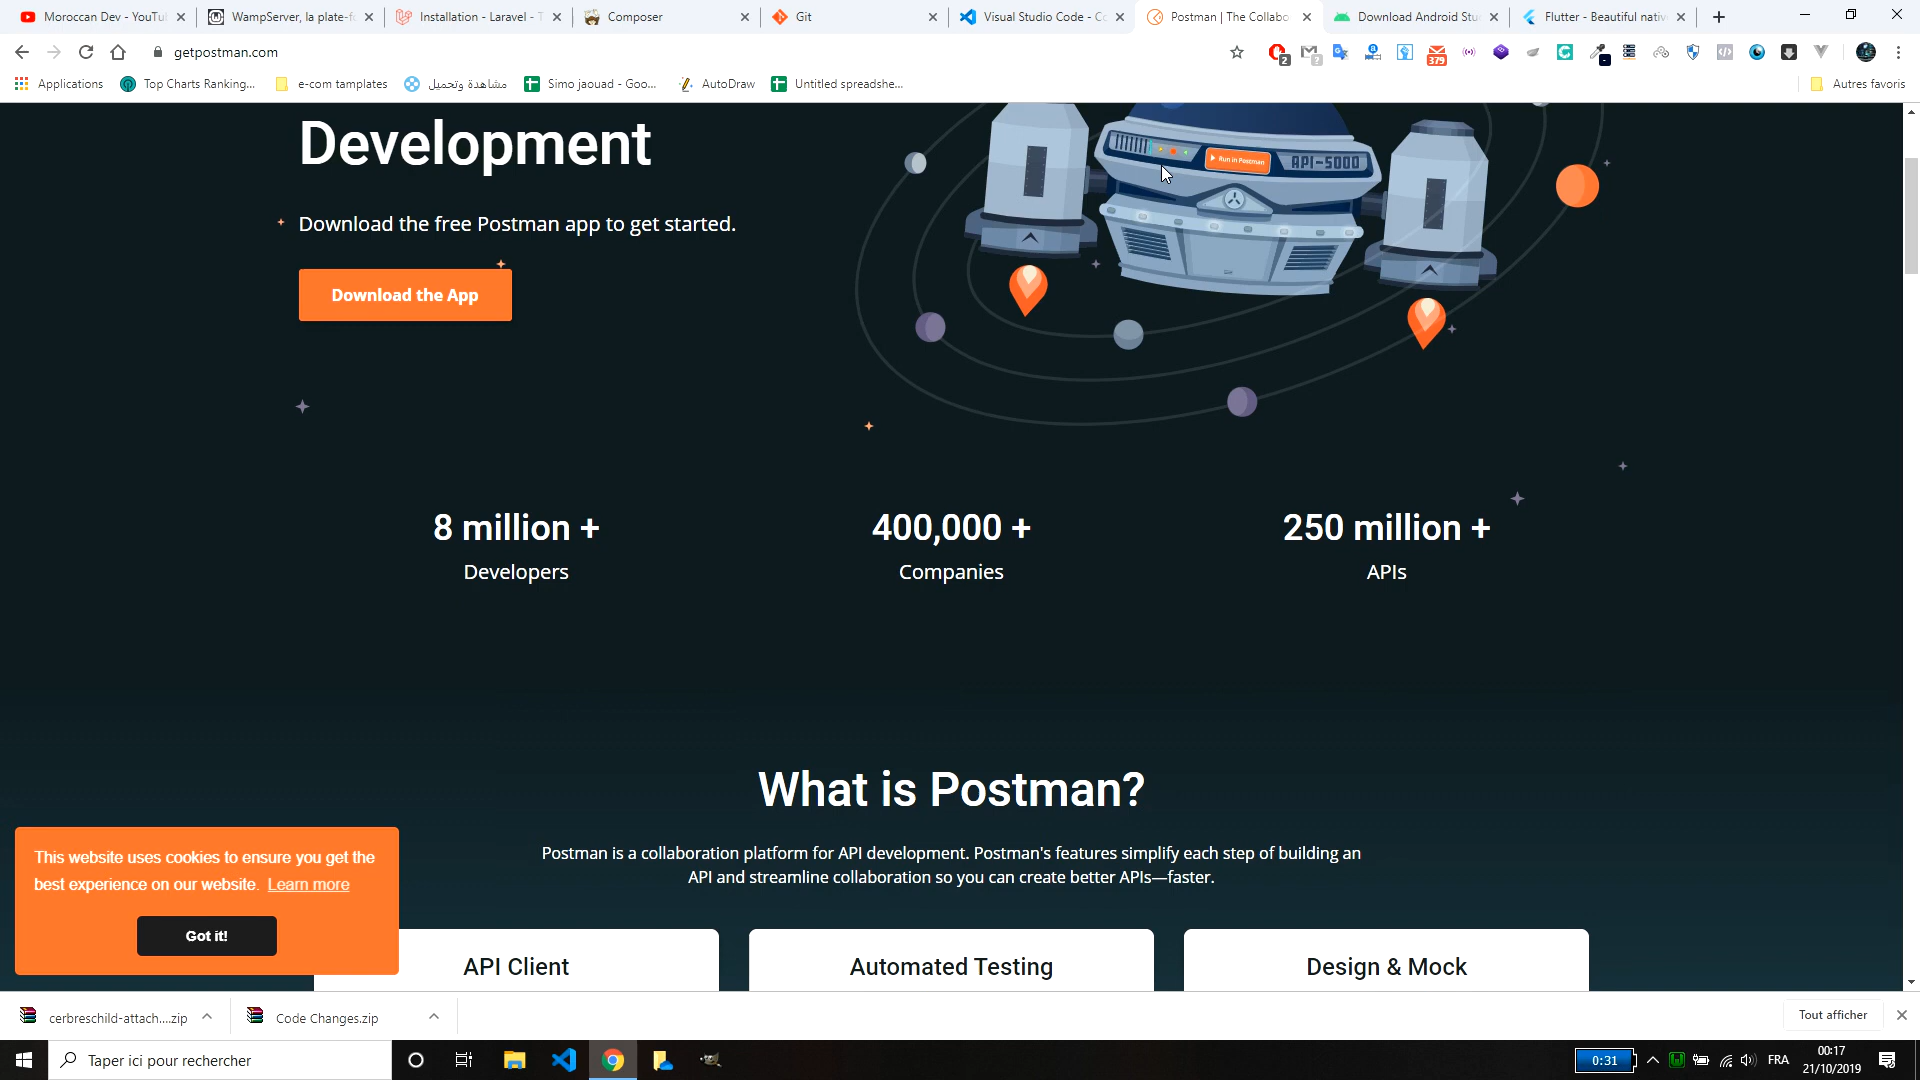 Moroccan Dev - YouTu
WampServer, la plate-f
Installation - Laravel - T
Composer
Git
Visual Studio Code - Co
Postman | The Collabo
Download Android Stu
Flutter - Beautiful nativ
getpostman.com
2
?
379
Applications
Top Charts Ranking...
e-com tamplates
مشاهدة وتحميل
Simo jaouad - Goo...
AutoDraw
Untitled spreadshe...
Autres favoris
Development
Run in Postman
API-5000
Download the free Postman app to get started.
Download the App
8 million +
400,000 +
250 million +
Developers
Companies
APIs
What is Postman?
Postman is a collaboration platform for API development. Postman's features simplify each step of building an
API and streamline collaboration so you can create better APIs—faster.
This website uses cookies to ensure you get the
best experience on our website. Learn more
Got it!
API Client
Automated Testing
Design & Mock
cerbreschild-attach....zip
Code Changes.zip
Tout afficher
Taper ici pour rechercher
0:31
FRA
00:17
21/10/2019